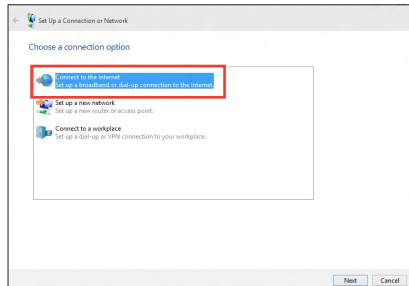 Set Up a Connection or Network
Choose a connection option
Connect to the Internet
Set up a broadband or dial-up connection to the Internet.
Set up a new network
Set up a new router or access point.
Connect to a workplace
Set up a dial-up or VPN connection to your workplace.
Next Cancel